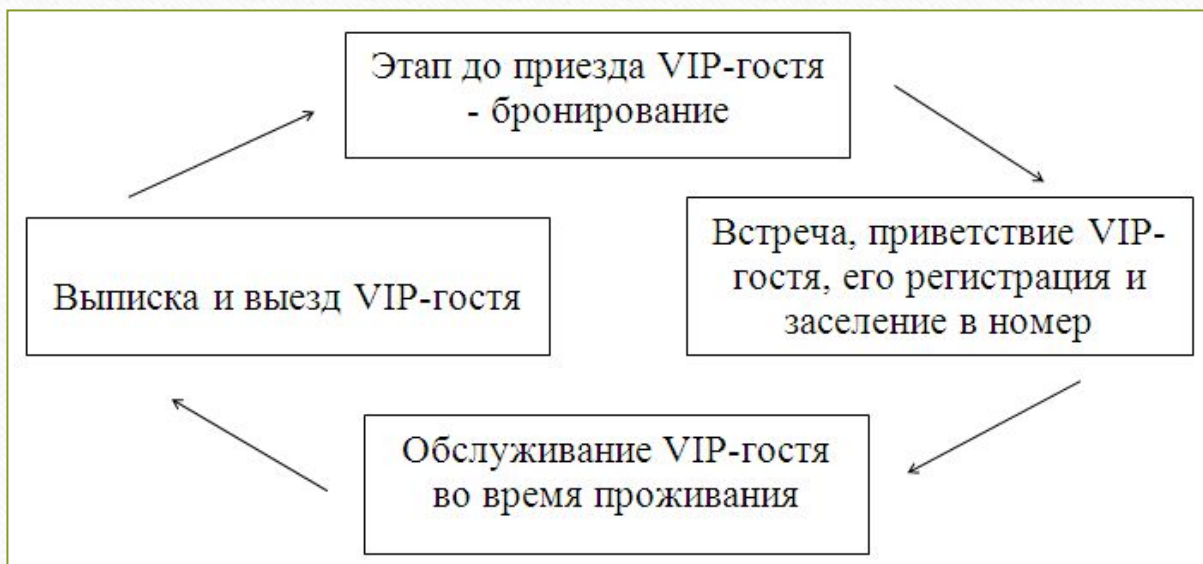 Этап до приезда VIP-гостя
- бронирование
Встреча, приветствие VIP-
гостя, его регистрация и
заселение в номер
Обслуживание VIP-гостя
во время проживания
Выписка и выезд VIP-гостя